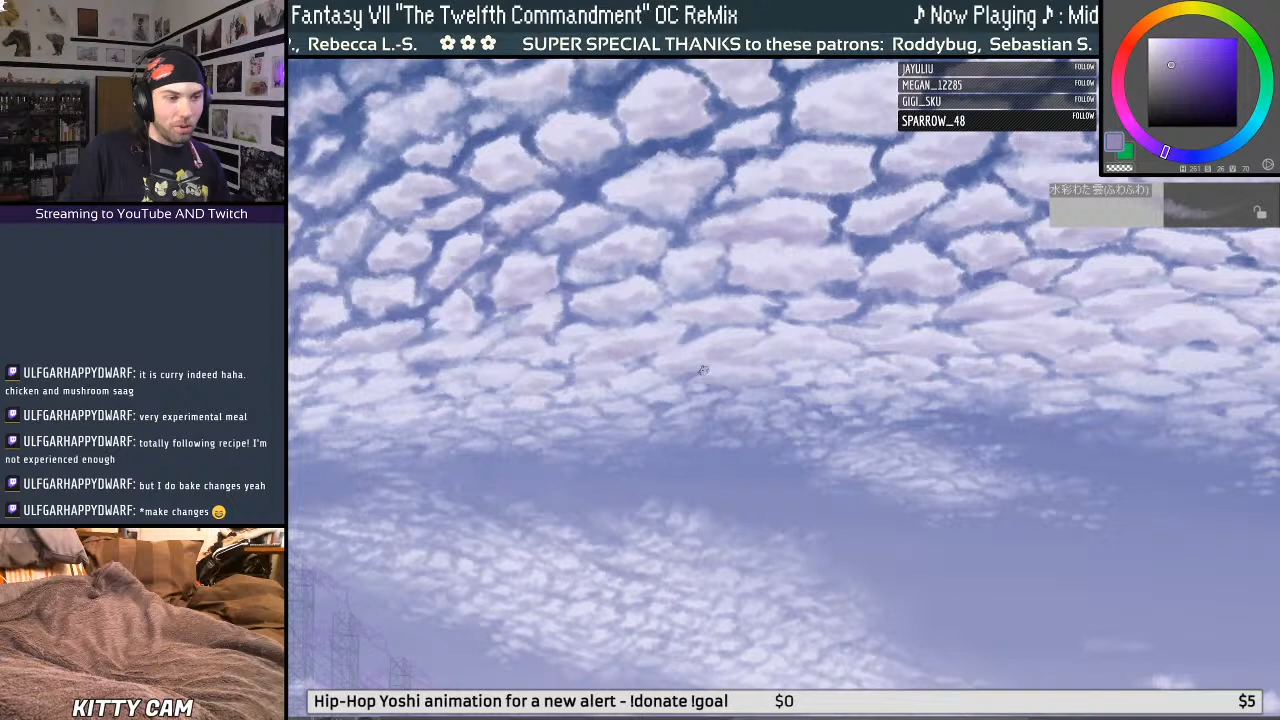 Fantasy VII "The Twelfth Commandment" OC ReMix
♪ Now Playing ♪ : Mid
., Rebecca L.-S. ✿ ✿ ✿ SUPER SPECIAL THANKS to these patrons: Roddybug, Sebastian S.
JAYULIU FOLLOW
MEGAN_12285 FOLLOW
GIGI_SKU FOLLOW
SPARROW_48 FOLLOW
H 261 S 26 V 70
水彩わた雲(ふわふわ)
Streaming to YouTube AND Twitch
ULFGARHAPPYDWARF: it is curry indeed haha.
chicken and mushroom saag
ULFGARHAPPYDWARF: very experimental meal
ULFGARHAPPYDWARF: totally following recipe! I'm
not experienced enough
ULFGARHAPPYDWARF: but I do bake changes yeah
ULFGARHAPPYDWARF: *make changes 😄
KITTY CAM
Hip-Hop Yoshi animation for a new alert - !donate !goal $0 $5